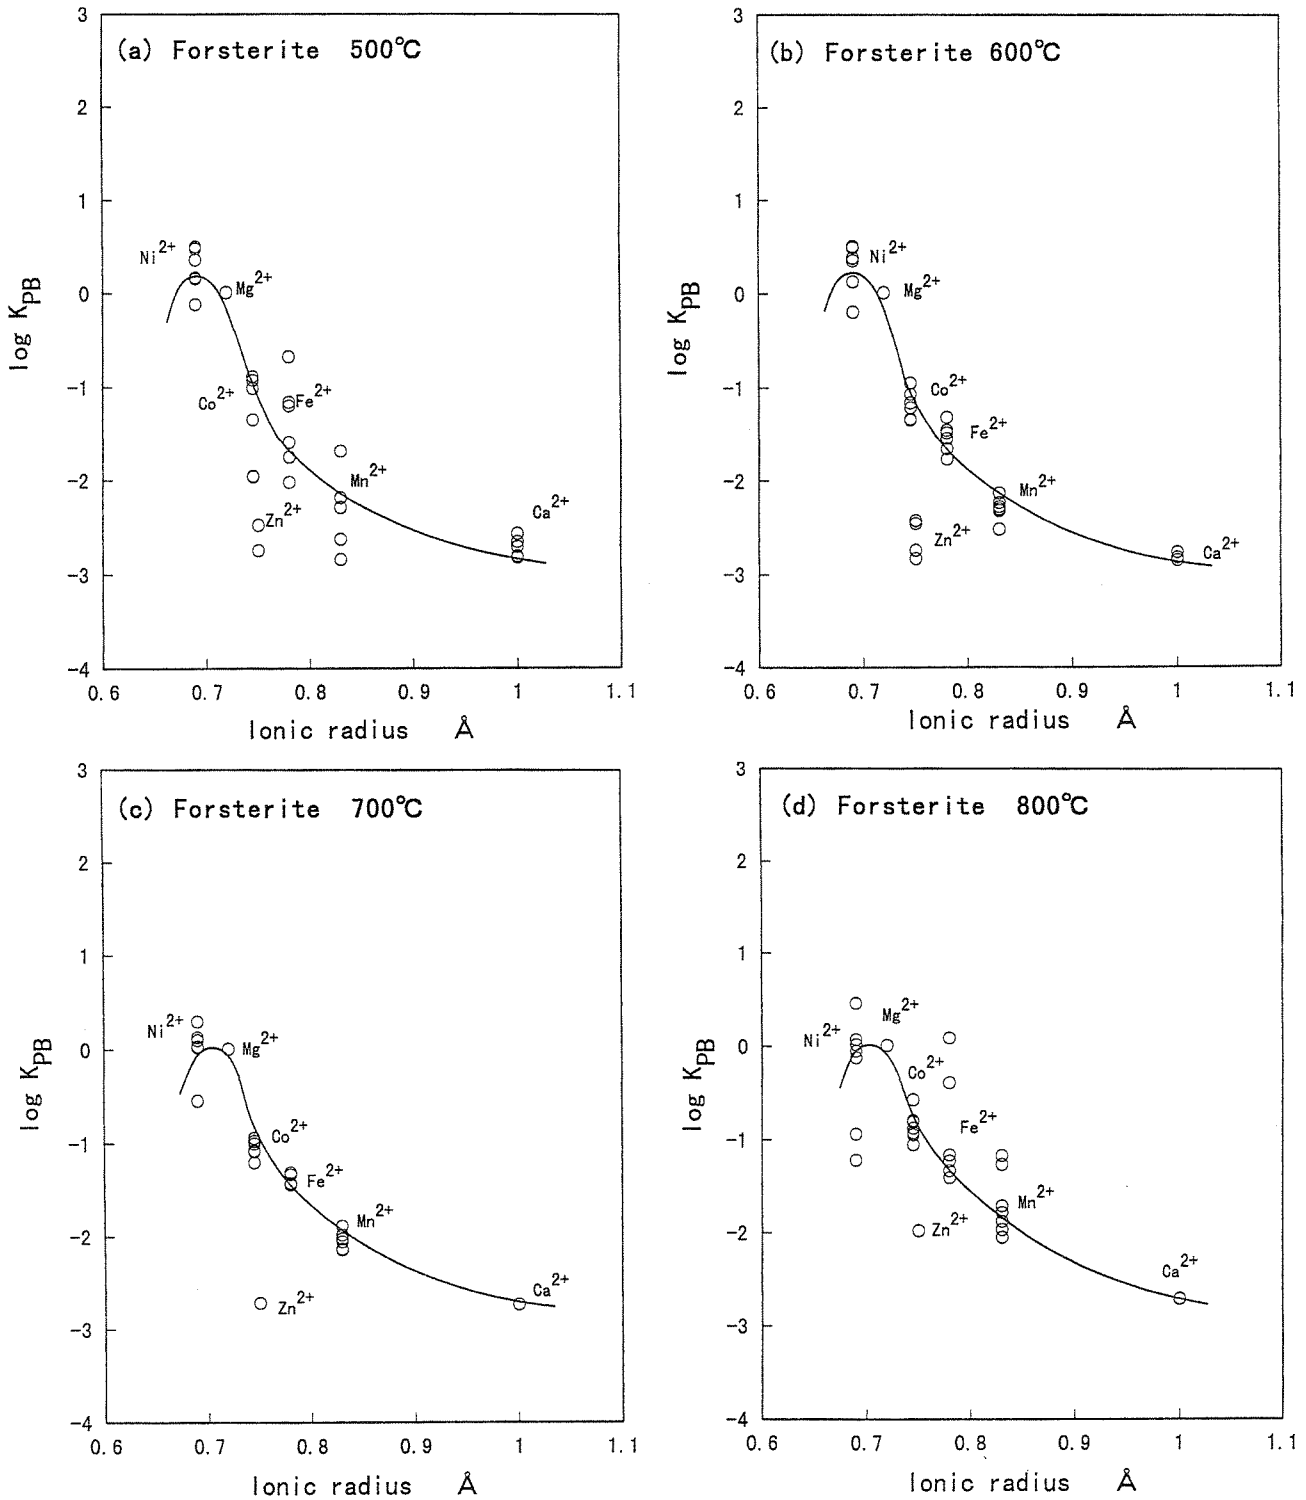 (a) Forsterite 500℃
3
2
1
0
-1
-2
-3
-4
log K_PB
Ni2+
Mg2+
Co2+
Fe2+
Zn2+
Mn2+
Ca2+
0.6 0.7 0.8 0.9 1 1.1
Ionic radius Å
(b) Forsterite 600℃
3
2
1
0
-1
-2
-3
-4
log K_PB
Ni2+
Mg2+
Co2+
Fe2+
Mn2+
Zn2+
Ca2+
0.6 0.7 0.8 0.9 1 1.1
Ionic radius Å
(c) Forsterite 700℃
3
2
1
0
-1
-2
-3
-4
log K_PB
Ni2+
Mg2+
Co2+
Fe2+
Mn2+
Ca2+
Zn2+
0.6 0.7 0.8 0.9 1 1.1
Ionic radius Å
(d) Forsterite 800℃
3
2
1
0
-1
-2
-3
-4
log K_PB
Mg2+
Ni2+
Co2+
Fe2+
Mn2+
Zn2+
Ca2+
0.6 0.7 0.8 0.9 1 1.1
Ionic radius Å